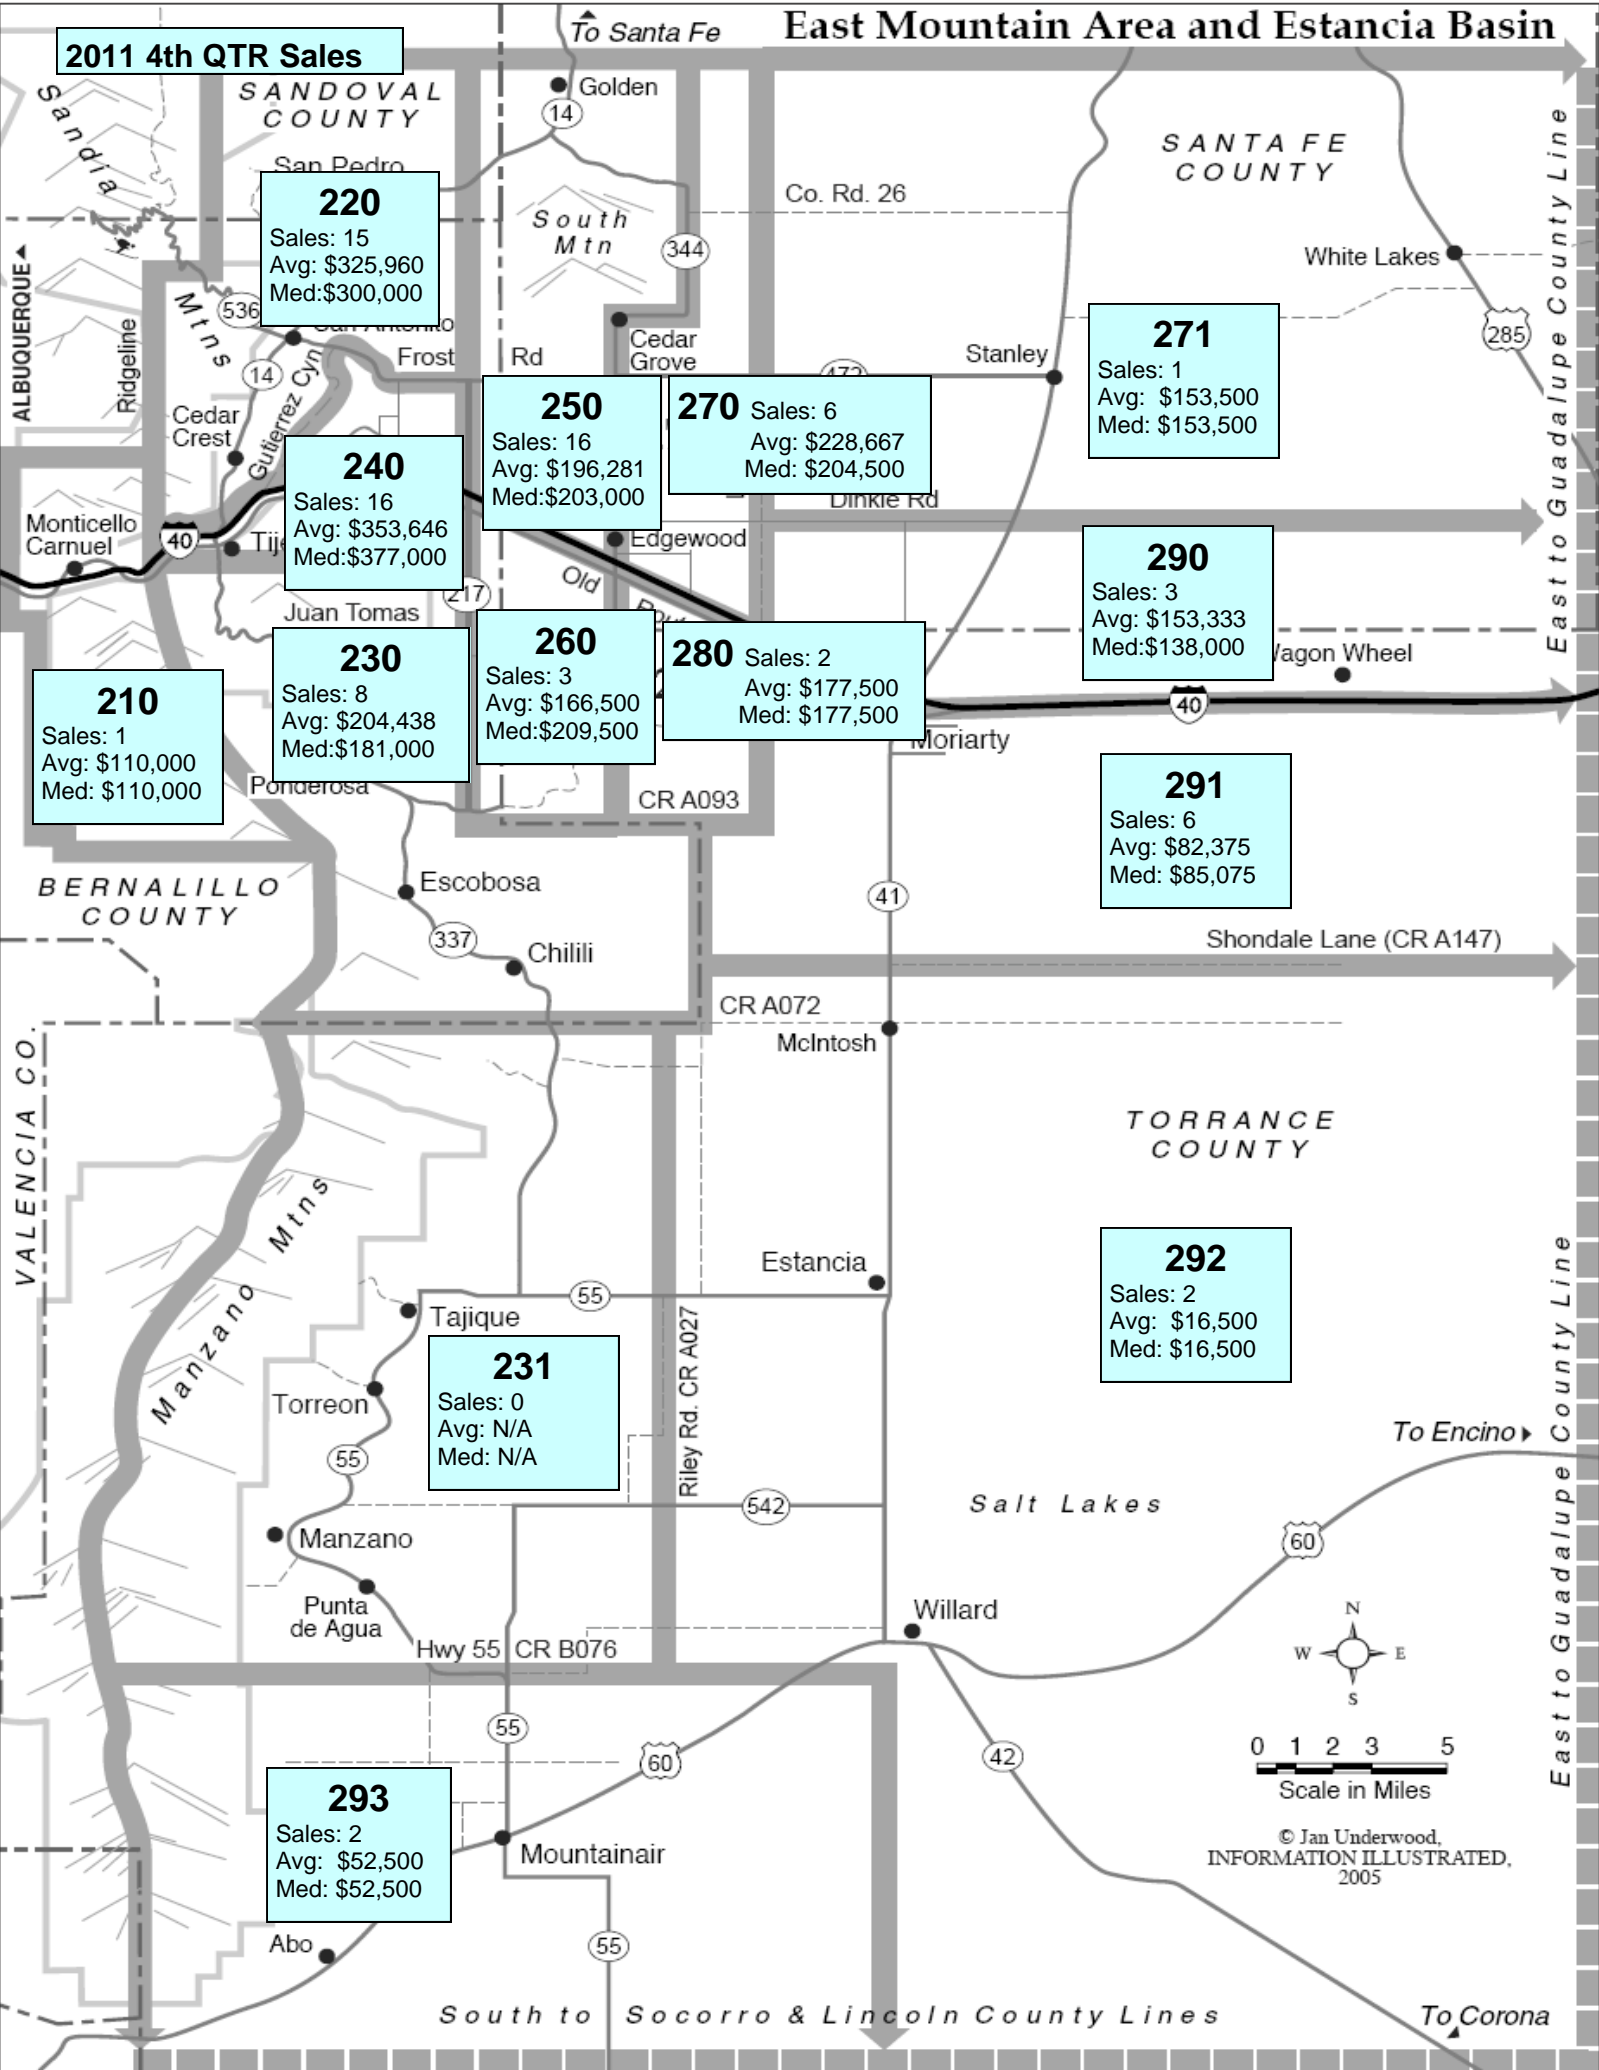 To Santa Fe
East Mountain Area and Estancia Basin
2011 4th QTR Sales
Sandia
SANDOVAL
COUNTY
Golden
14
SANTA FE
COUNTY
San Pedro
220
Sales: 15
Avg: $325,960
Med:$300,000
South
Mtn
Co. Rd. 26
344
White Lakes
285
East to Guadalupe County Line
ALBUQUERQUE
Ridgeline
Mtns
536
San Antonito
14
Frost
Rd
Cedar
Grove
472
Stanley
271
Sales: 1
Avg: $153,500
Med: $153,500
Cedar
Crest
Gutierrez Cyn
250
Sales: 16
Avg: $196,281
Med:$203,000
270 Sales: 6
Avg: $228,667
Med: $204,500
240
Sales: 16
Avg: $353,646
Med:$377,000
Dinkle Rd
Monticello
Carnuel
40
Tije
Edgewood
Old
217
Juan Tomas
290
Sales: 3
Avg: $153,333
Med:$138,000
Wagon Wheel
210
Sales: 1
Avg: $110,000
Med: $110,000
230
Sales: 8
Avg: $204,438
Med:$181,000
260
Sales: 3
Avg: $166,500
Med:$209,500
280 Sales: 2
Avg: $177,500
Med: $177,500
40
Moriarty
Ponderosa
CR A093
291
Sales: 6
Avg: $82,375
Med: $85,075
BERNALILLO
COUNTY
Escobosa
41
337
Chilili
Shondale Lane (CR A147)
CR A072
McIntosh
VALENCIA CO.
TORRANCE
COUNTY
Manzano Mtns
Estancia
292
Sales: 2
Avg: $16,500
Med: $16,500
55
Tajique
231
Sales: 0
Avg: N/A
Med: N/A
Riley Rd. CR A027
Torreon
55
East to Guadalupe County Line
To Encino
Salt Lakes
542
60
Manzano
Punta
de Agua
Willard
Hwy 55
CR B076
N
W
E
S
55
60
42
0 1 2 3 5
Scale in Miles
293
Sales: 2
Avg: $52,500
Med: $52,500
Mountainair
© Jan Underwood,
INFORMATION ILLUSTRATED,
2005
Abo
55
South to Socorro & Lincoln County Lines
To Corona